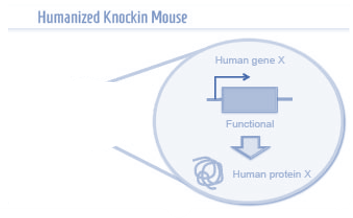 Humanized Knockin Mouse
Human gene X
Functional
Human protein X